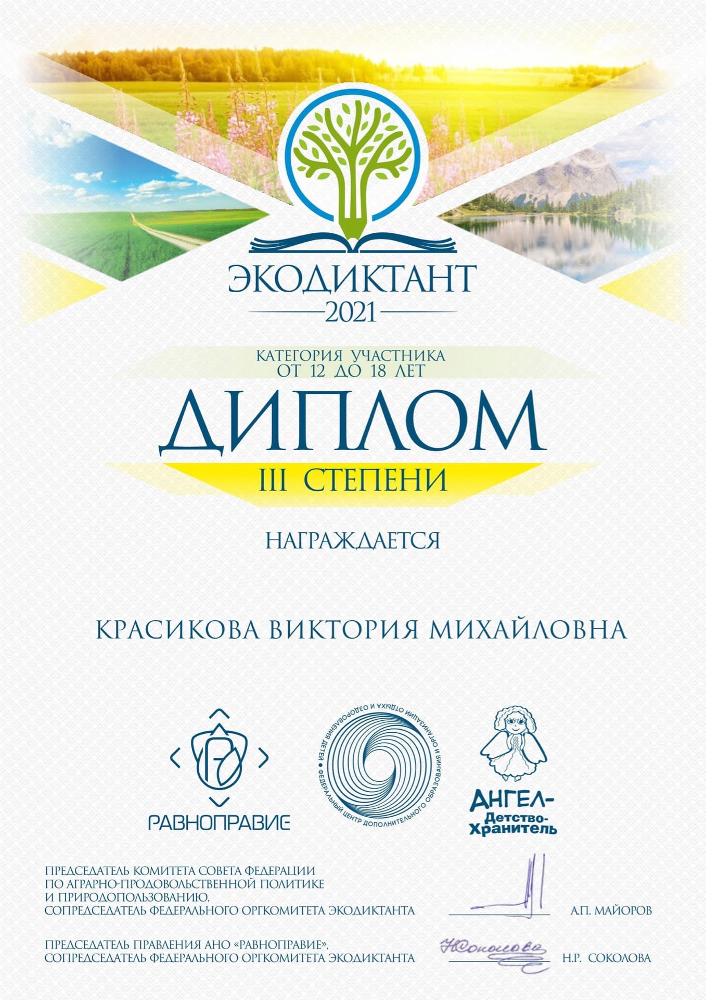 ЭКОДИКТАНТ
2021
КАТЕГОРИЯ УЧАСТНИКА
ОТ 12 ДО 18 ЛЕТ
ДИПЛОМ
III СТЕПЕНИ
НАГРАЖДАЕТСЯ
КРАСИКОВА ВИКТОРИЯ МИХАЙЛОВНА
РАВНОПРАВИЕ
ФЕДЕРАЛЬНЫЙ ЦЕНТР ДОПОЛНИТЕЛЬНОГО ОБРАЗОВАНИЯ И ОРГАНИЗАЦИИ ОТДЫХА И ОЗДОРОВЛЕНИЯ ДЕТЕЙ •
АНГЕЛ-
Детство-
Хранитель
ПРЕДСЕДАТЕЛЬ КОМИТЕТА СОВЕТА ФЕДЕРАЦИИ
ПО АГРАРНО-ПРОДОВОЛЬСТВЕННОЙ ПОЛИТИКЕ
И ПРИРОДОПОЛЬЗОВАНИЮ,
СОПРЕДСЕДАТЕЛЬ ФЕДЕРАЛЬНОГО ОРГКОМИТЕТА ЭКОДИКТАНТА А.П. МАЙОРОВ
ПРЕДСЕДАТЕЛЬ ПРАВЛЕНИЯ АНО «РАВНОПРАВИЕ»,
СОПРЕДСЕДАТЕЛЬ ФЕДЕРАЛЬНОГО ОРГКОМИТЕТА ЭКОДИКТАНТА НСоколова Н.Р. СОКОЛОВА